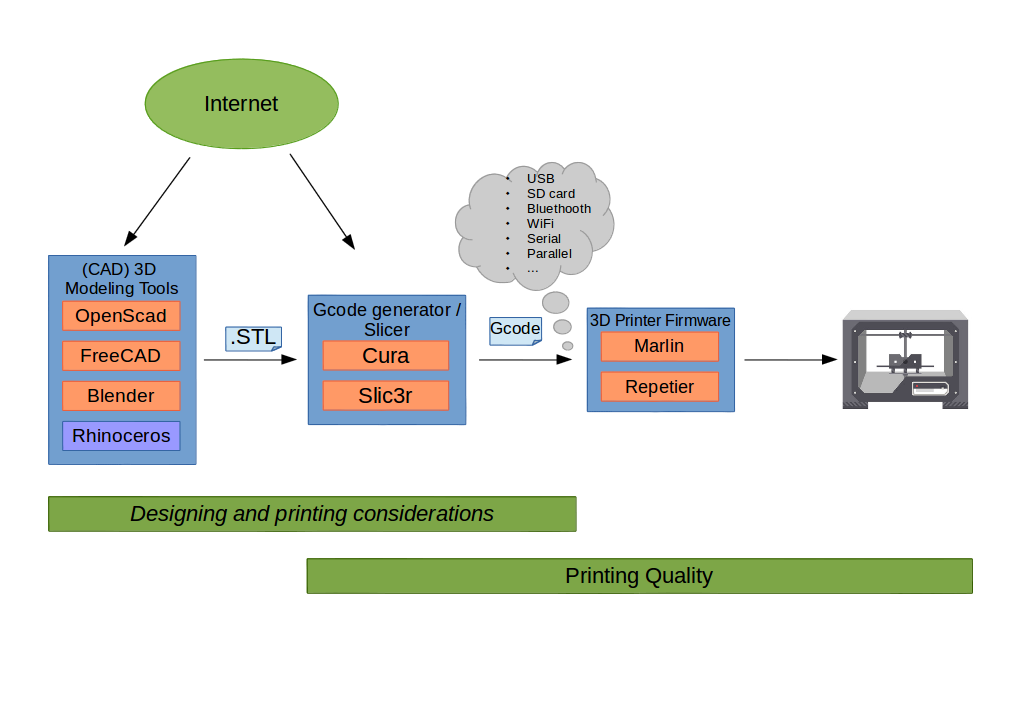 Internet
• USB
• SD card
• Bluethooth
• WiFi
• Serial
• Parallel
• ...
(CAD) 3D
Modeling Tools
OpenScad
FreeCAD
Blender
Rhinoceros
.STL
Gcode generator /
Slicer
Cura
Slic3r
Gcode
3D Printer Firmware
Marlin
Repetier
Designing and printing considerations
Printing Quality